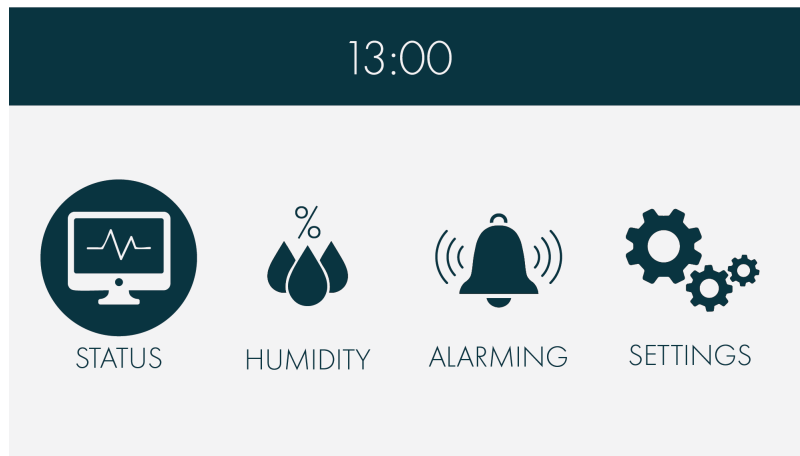 13:00
%
STATUS
HUMIDITY
ALARMING
SETTINGS